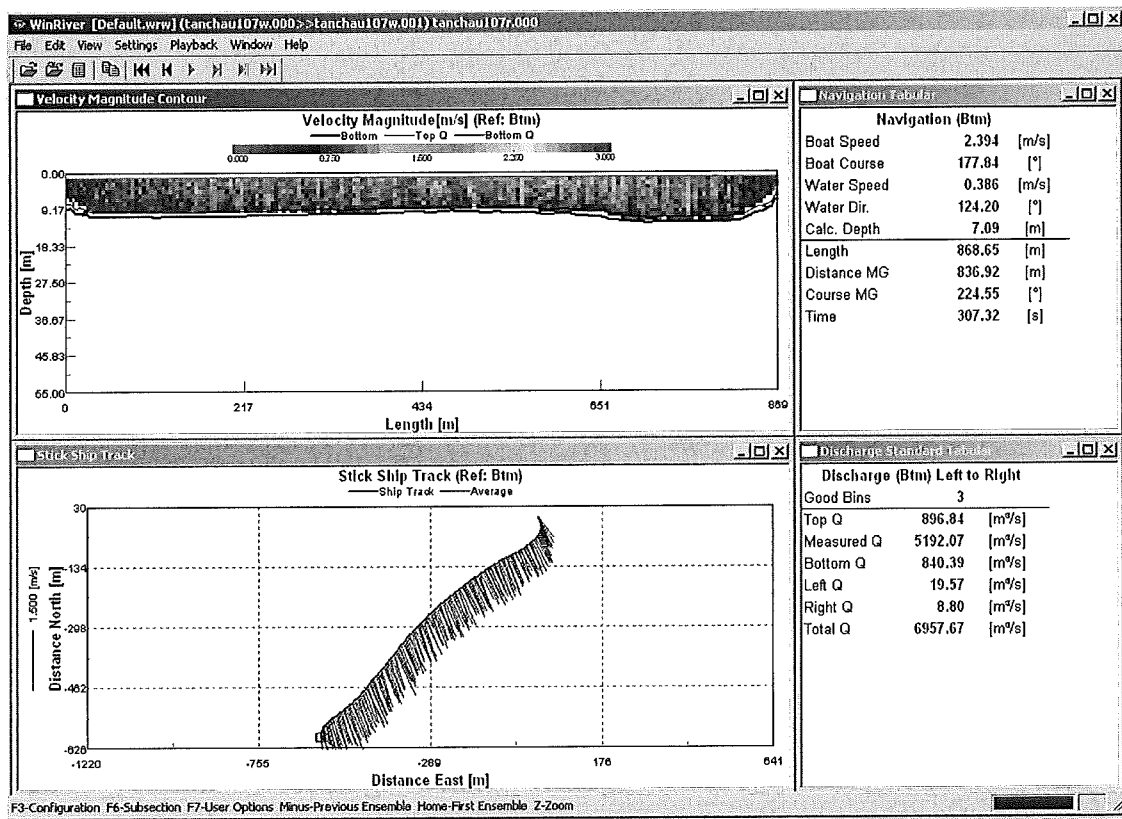 WinRiver [Default.wrw] (tanchau107w.000>>tanchau107w.001) tanchau107r.000
File Edit View Settings Playback Window Help
Velocity Magnitude Contour
Velocity Magnitude[m/s] (Ref: Btm)
Bottom Top Q Bottom Q
0.000 0.750 1.500 2.250 3.000
0.00
9.17
18.33
27.50
36.67
45.83
55.00
Depth [m]
0 217 434 651 869
Length [m]
Navigation Tabular
Navigation (Btm)
Boat Speed 2.394 [m/s]
Boat Course 177.84 [°]
Water Speed 0.386 [m/s]
Water Dir. 124.20 [°]
Calc. Depth 7.09 [m]
Length 868.65 [m]
Distance MG 836.92 [m]
Course MG 224.55 [°]
Time 307.32 [s]
Stick Ship Track
Stick Ship Track (Ref: Btm)
Ship Track Average
30
-134
-298
-462
-626
1.500 [m/s]
Distance North [m]
-1220 -755 -289 176 641
Distance East [m]
Discharge Standard Tabular
Discharge (Btm) Left to Right
Good Bins 3
Top Q 896.84 [m³/s]
Measured Q 5192.07 [m³/s]
Bottom Q 840.39 [m³/s]
Left Q 19.57 [m³/s]
Right Q 8.80 [m³/s]
Total Q 6957.67 [m³/s]
F3-Configuration F6-Subsection F7-User Options Minus-Previous Ensemble Home-First Ensemble Z-Zoom